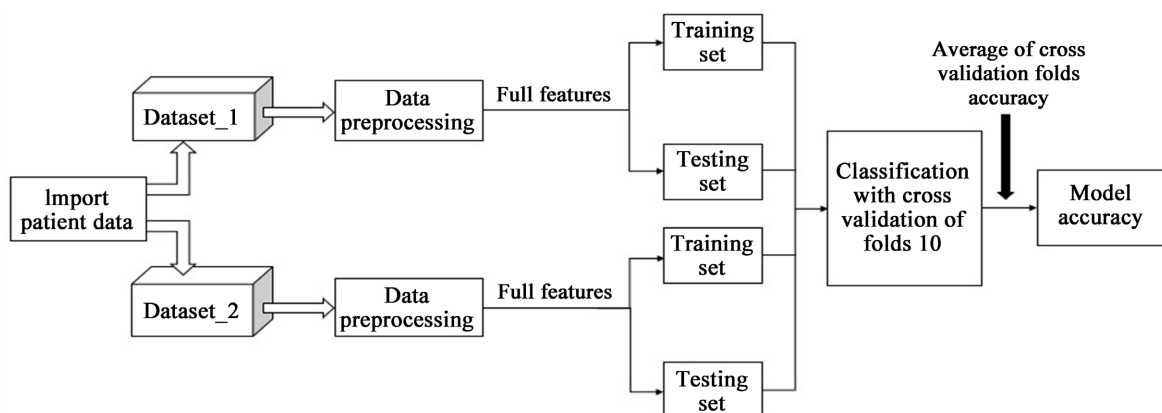 Import
patient data
Dataset_1
Data
preprocessing
Full features
Training
set
Testing
set
Dataset_2
Data
preprocessing
Full features
Training
set
Testing
set
Classification
with cross
validation of
folds 10
Average of cross
validation folds
accuracy
Model
accuracy